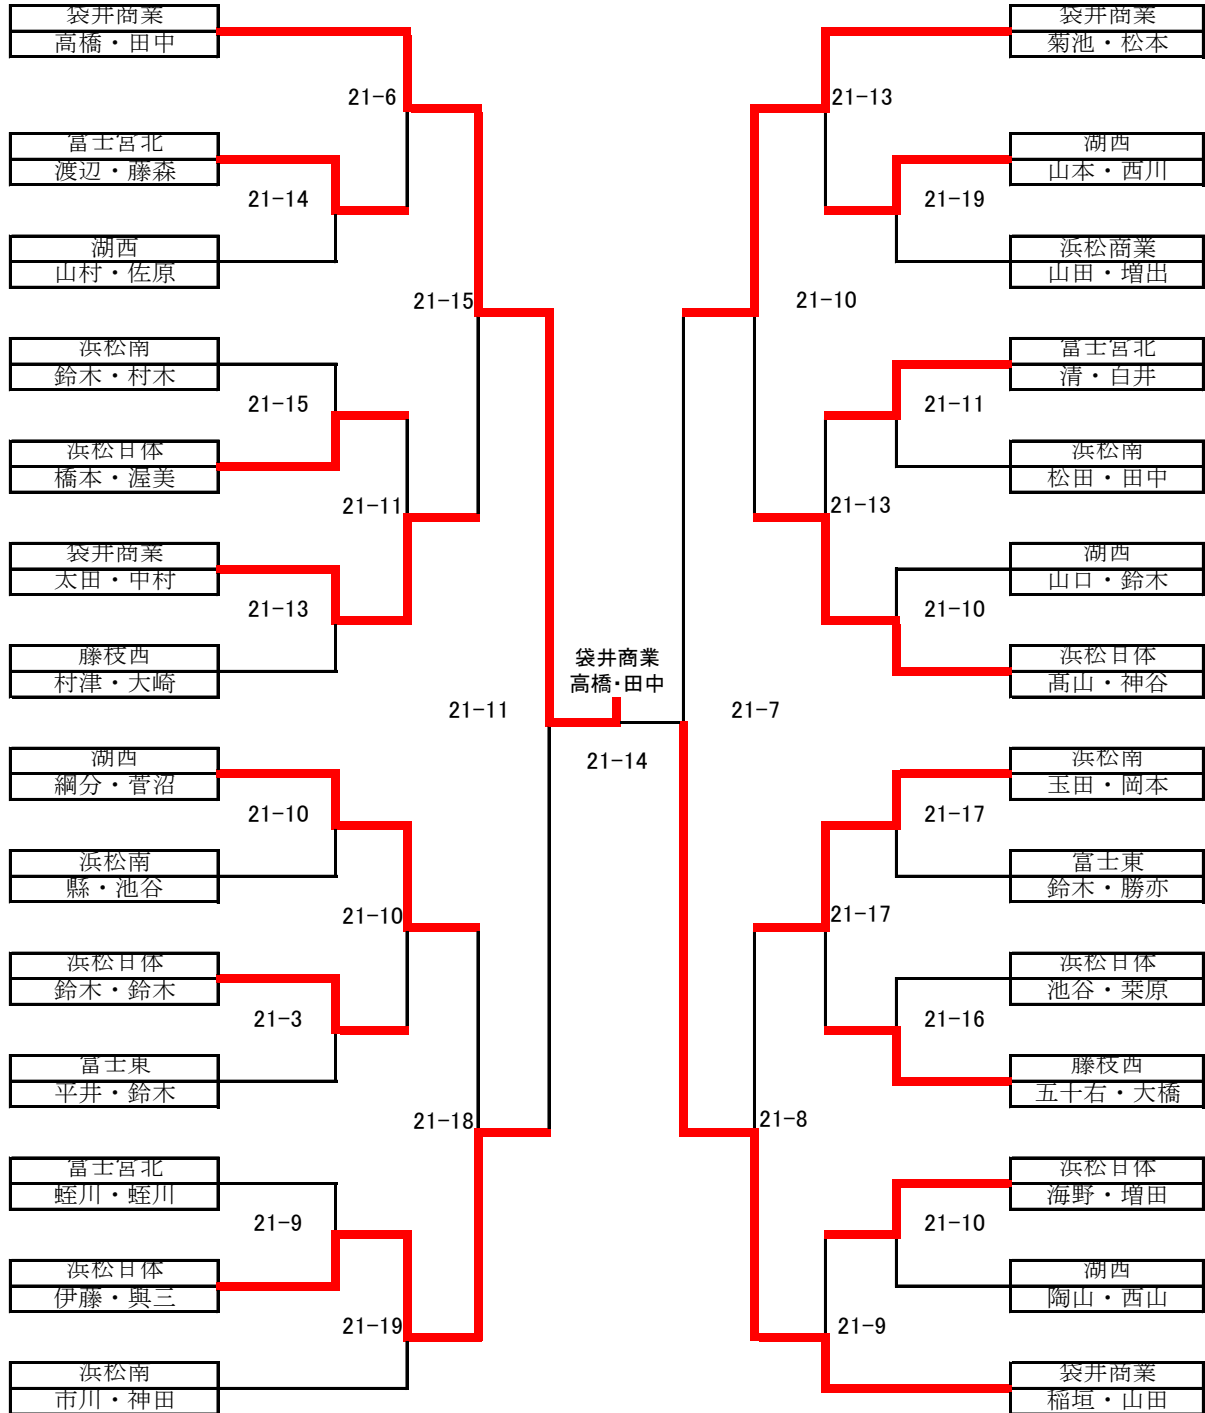 袋井商業
高橋・田中
21-6
富士宮北
渡辺・藤森
21-14
湖西
山村・佐原
21-15
浜松南
鈴木・村木
21-15
浜松日体
橋本・渥美
21-11
袋井商業
太田・中村
21-13
藤枝西
村津・大崎
21-11
湖西
綱分・菅沼
21-10
浜松南
縣・池谷
21-10
浜松日体
鈴木・鈴木
21-3
富士東
平井・鈴木
21-18
富士宮北
蛭川・蛭川
21-9
浜松日体
伊藤・與三
21-19
浜松南
市川・神田
袋井商業
高橋・田中
21-14
袋井商業
菊池・松本
21-13
湖西
山本・西川
21-19
浜松商業
山田・増出
21-10
富士宮北
清・白井
21-11
浜松南
松田・田中
21-13
湖西
山口・鈴木
21-10
浜松日体
髙山・神谷
21-7
浜松南
玉田・岡本
21-17
富士東
鈴木・勝亦
21-17
浜松日体
池谷・栞原
21-16
藤枝西
五十右・大橋
21-8
浜松日体
海野・増田
21-10
湖西
陶山・西山
21-9
袋井商業
稲垣・山田